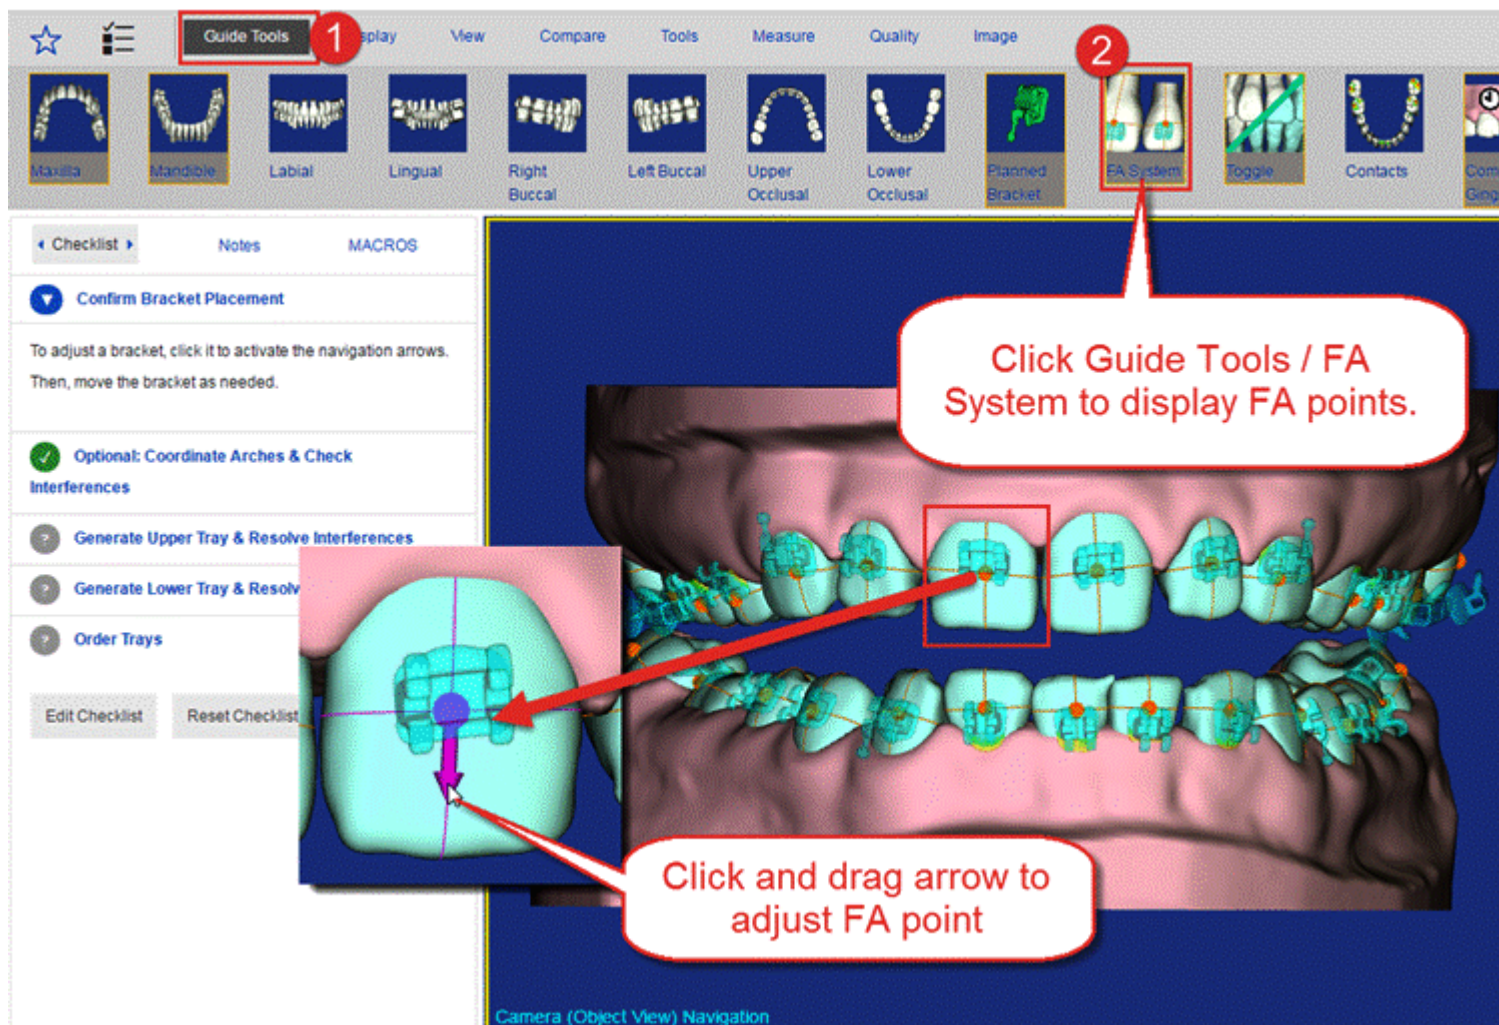 Guide Tools 1 splay View Compare Tools Measure Quality Image
2
Maxilla Mandible Labial Lingual Right Buccal Left Buccal Upper Occlusal Lower Occlusal Planned Bracket FA System Toggle Contacts Com Ging
Checklist Notes MACROS
Confirm Bracket Placement
To adjust a bracket, click it to activate the navigation arrows.
Then, move the bracket as needed.
Optional: Coordinate Arches & Check
Interferences
Generate Upper Tray & Resolve Interferences
Generate Lower Tray & Resolv
Order Trays
Edit Checklist Reset Checklist
Click Guide Tools / FA
System to display FA points.
Click and drag arrow to
adjust FA point
Camera (Object View) Navigation